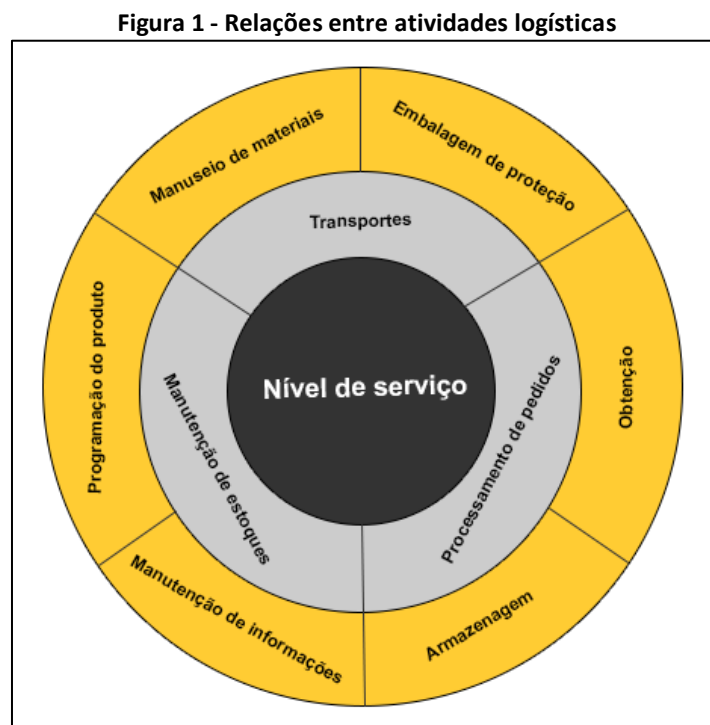 Figura 1 - Relações entre atividades logísticas
Manuseio de materiais
Embalagem de proteção
Transportes
Programação do produto
Nível de serviço
Obtenção
Manutenção de estoques
Processamento de pedidos
Manutenção de informações
Armazenagem